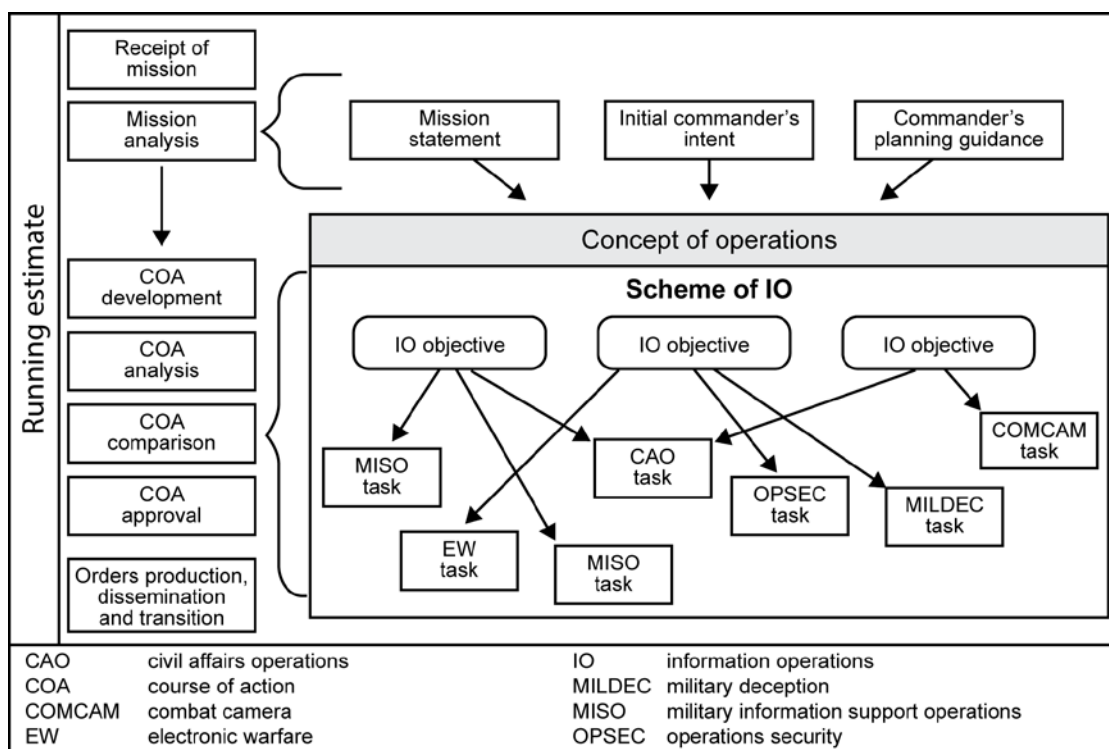 Running estimate
Receipt of
mission
Mission
analysis
COA
development
COA
analysis
COA
comparison
COA
approval
Orders production,
dissemination
and transition
Mission
statement
Initial commander's
intent
Commander's
planning guidance
Concept of operations
Scheme of IO
IO objective
IO objective
IO objective
MISO
task
CAO
task
COMCAM
task
OPSEC
task
MILDEC
task
EW
task
MISO
task
CAO civil affairs operations
COA course of action
COMCAM combat camera
EW electronic warfare
IO information operations
MILDEC military deception
MISO military information support operations
OPSEC operations security